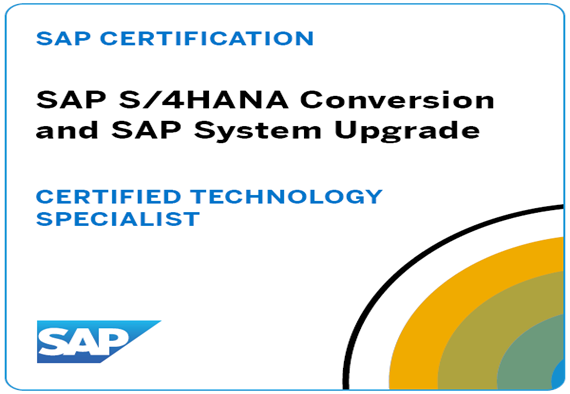 SAP CERTIFICATION
SAP S/4HANA Conversion
and SAP System Upgrade
CERTIFIED TECHNOLOGY
SPECIALIST
SAP